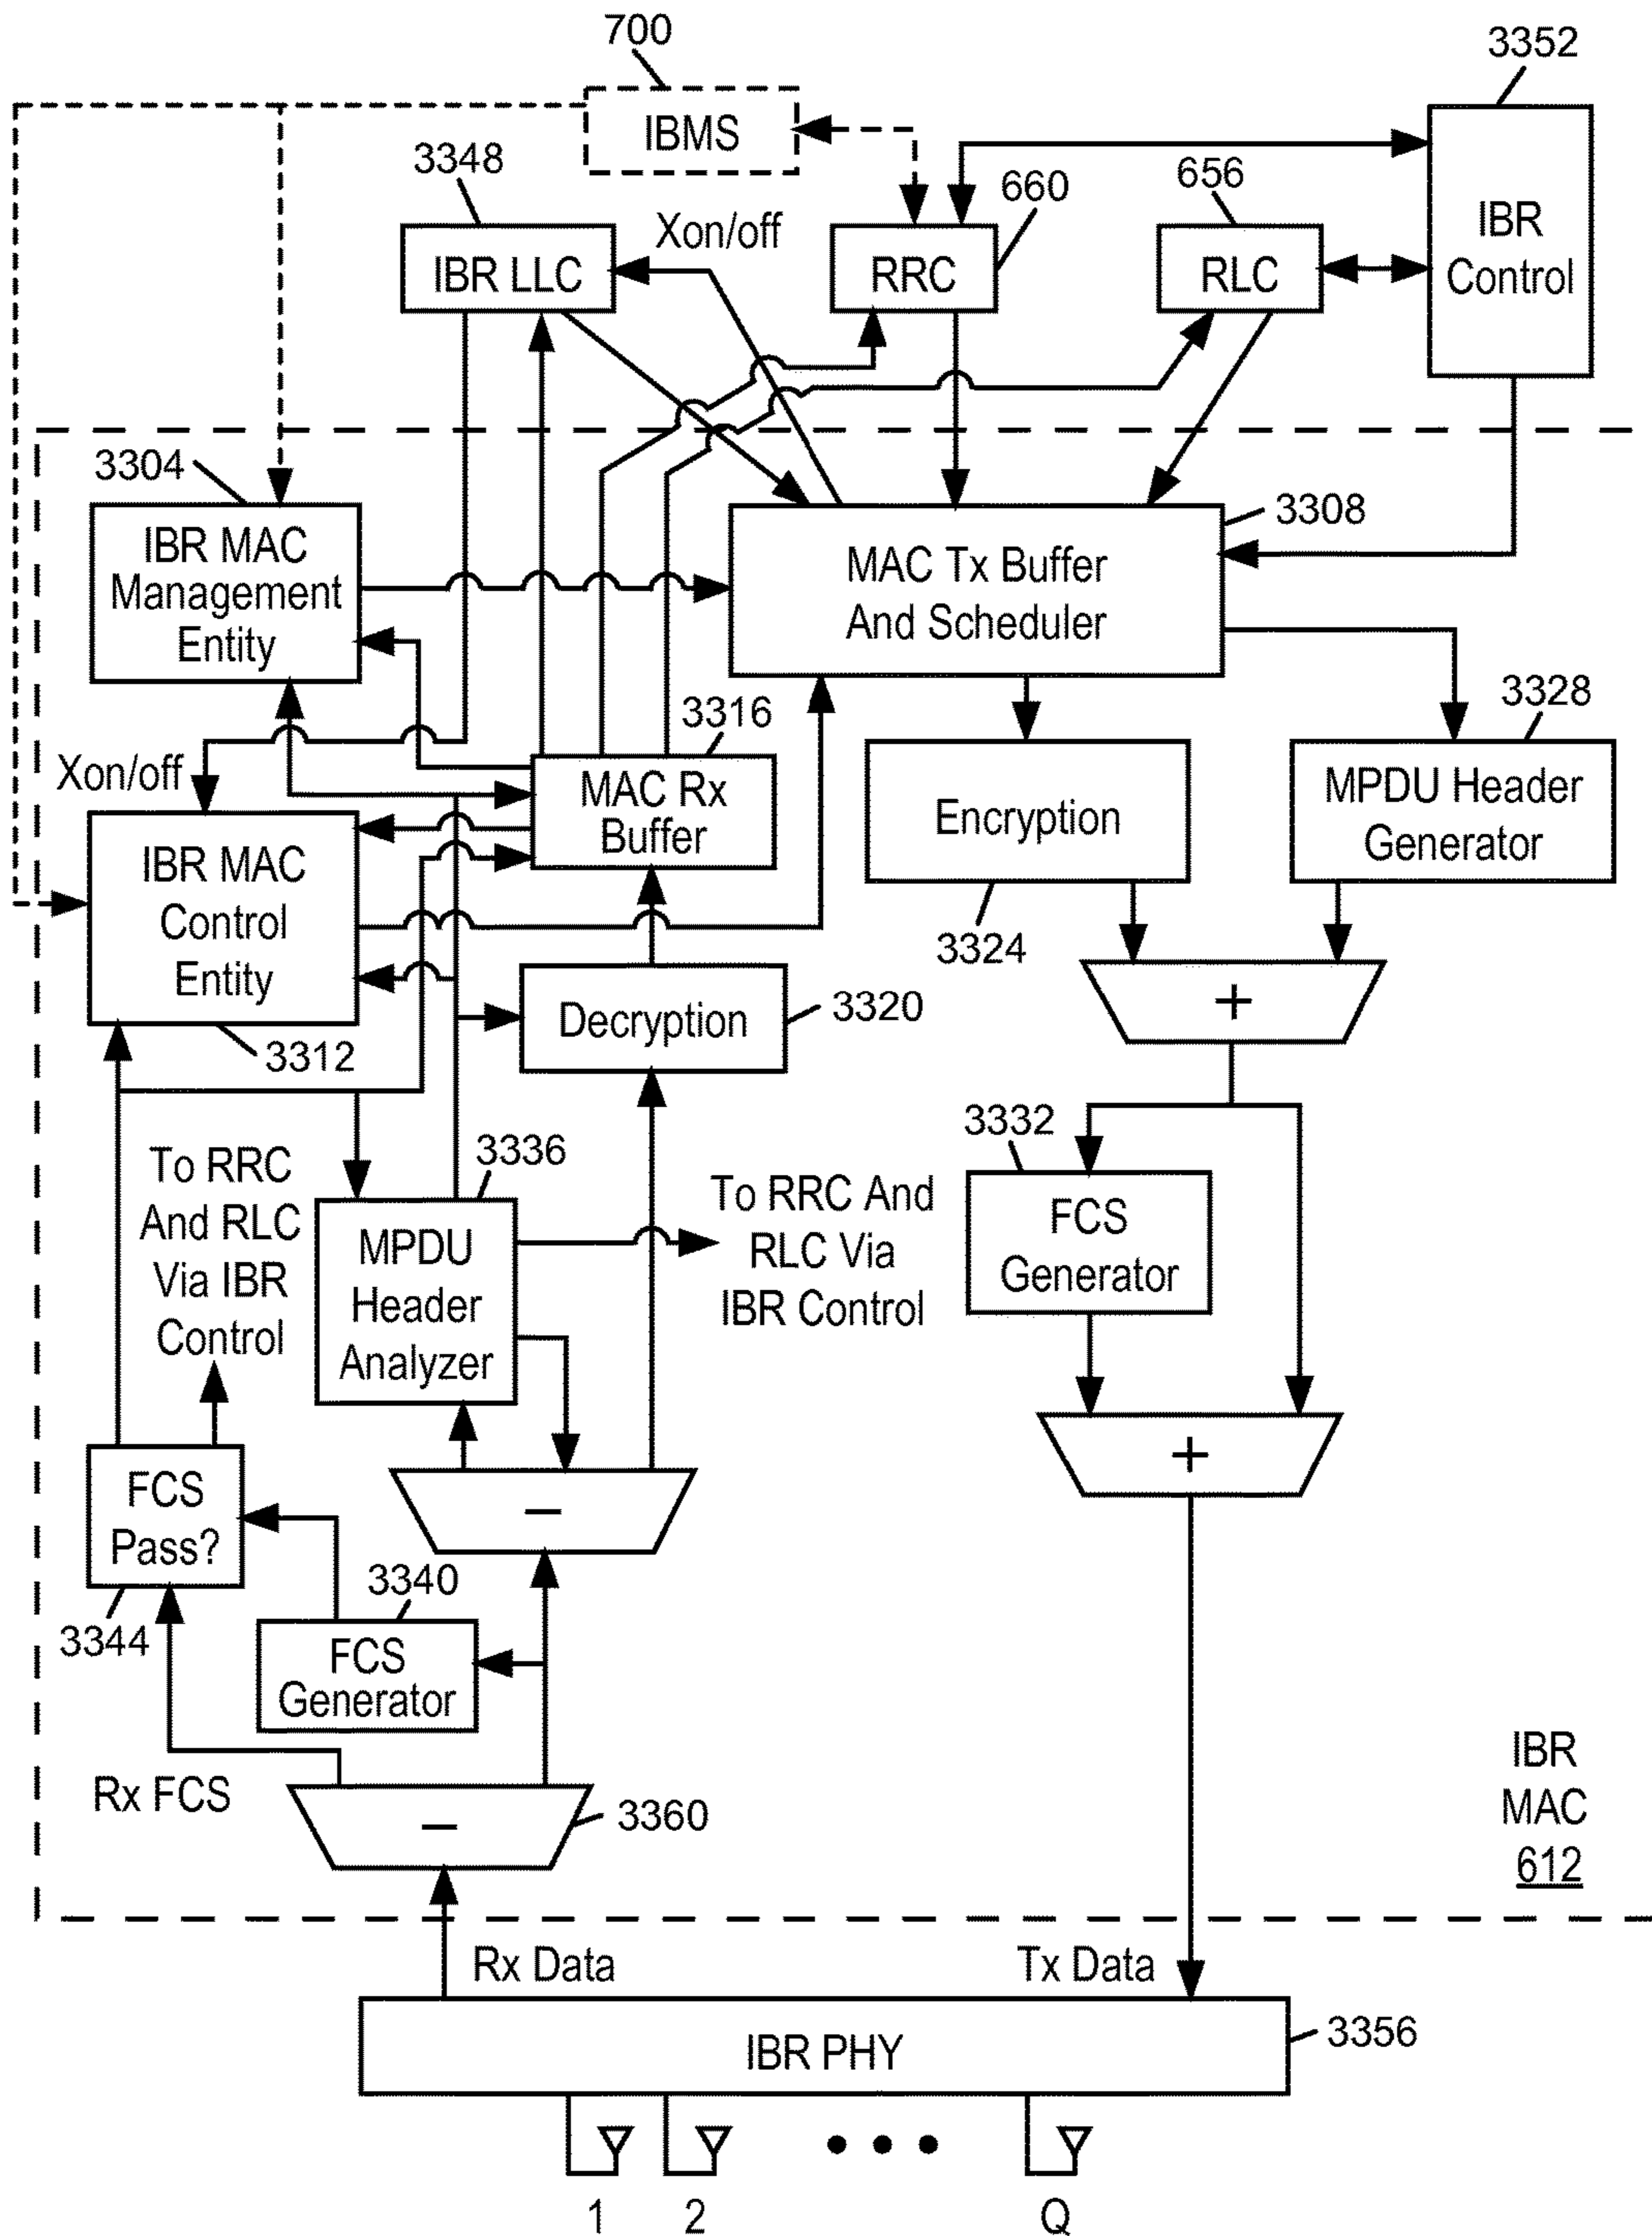 700
3352
IBMS
3348
Xon/off
660
656
IBR
Control
IBR LLC
RRC
RLC
3304
IBR MAC
Management
Entity
3308
MAC Tx Buffer
And Scheduler
3316
3328
Xon/off
MAC Rx
Buffer
Encryption
MPDU Header
Generator
IBR MAC
Control
Entity
3324
+
Decryption
3320
3312
3332
To RRC
And RLC
Via IBR
Control
3336
To RRC And
RLC Via
IBR Control
MPDU
Header
Analyzer
FCS
Generator
+
FCS
Pass?
−
3340
3344
FCS
Generator
Rx FCS
−
3360
IBR
MAC
612
Rx Data
Tx Data
IBR PHY
3356
1
2
Q